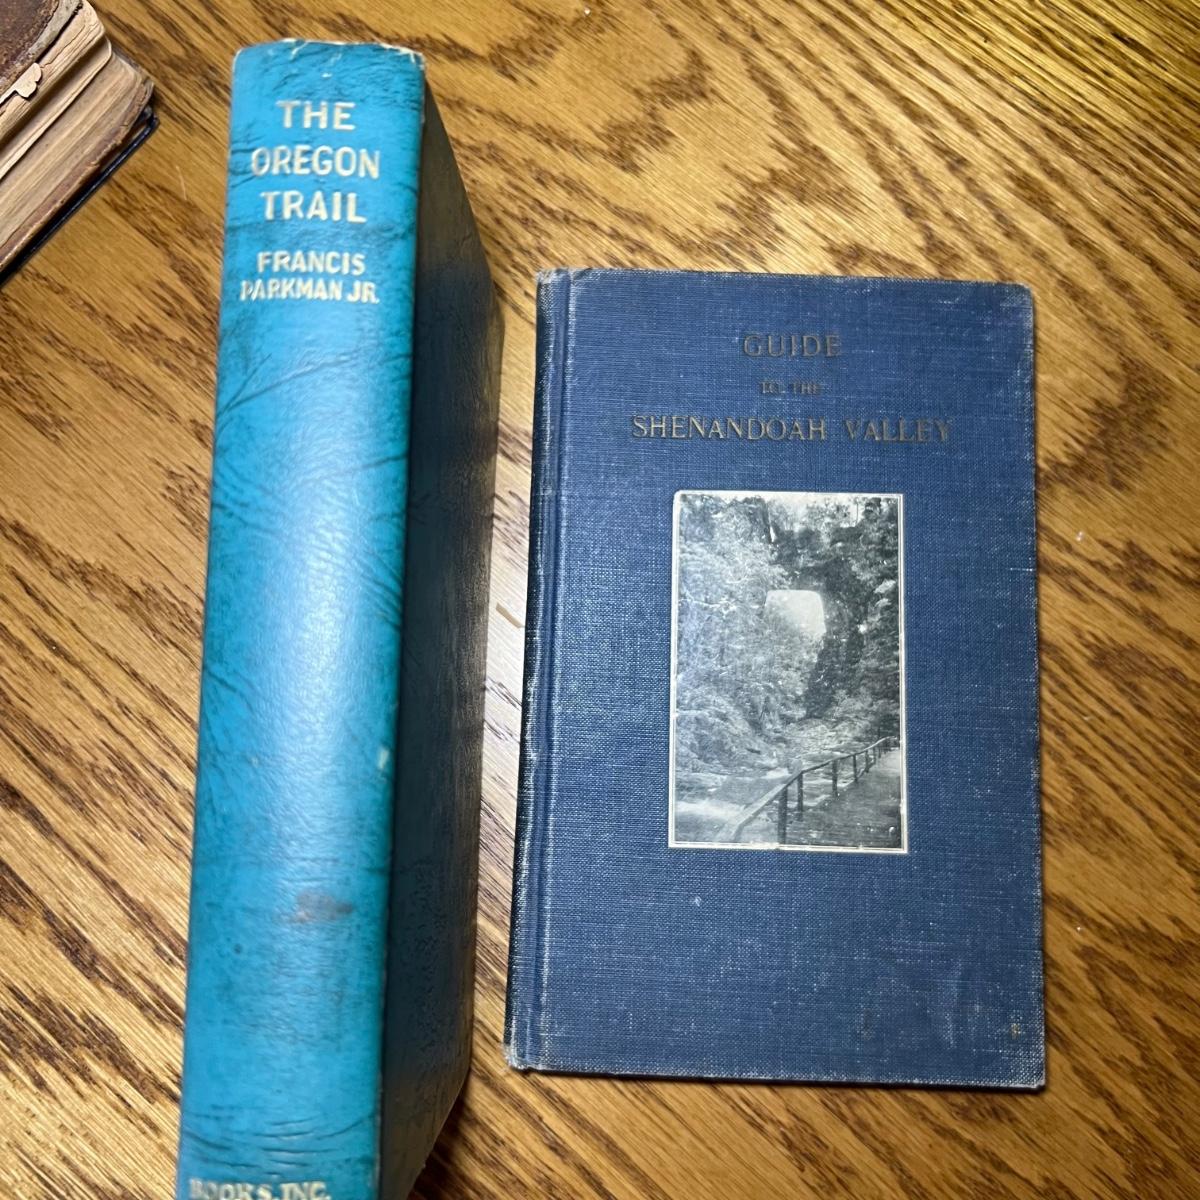 THE
OREGON
TRAIL
FRANCIS
PARKMAN JR.
BOOKS, INC.
GUIDE
TO THE
SHENANDOAH VALLEY